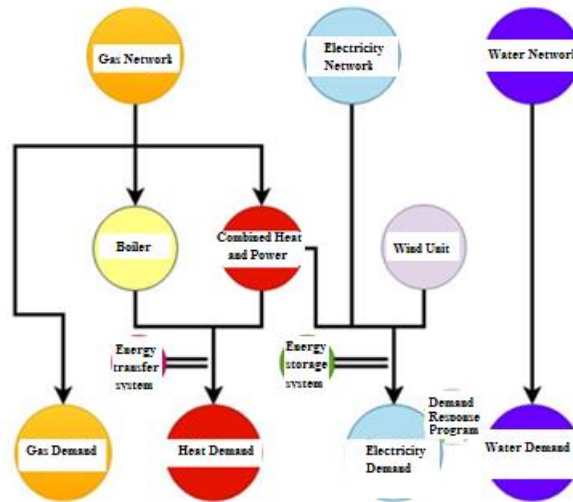 Gas Network
Electricity
Network
Water Network
Boiler
Combined Heat
and Power
Wind Unit
Energy
transfer
system
Energy
storage
system
Demand
Response
Program
Gas Demand
Heat Demand
Electricity
Demand
Water Demand